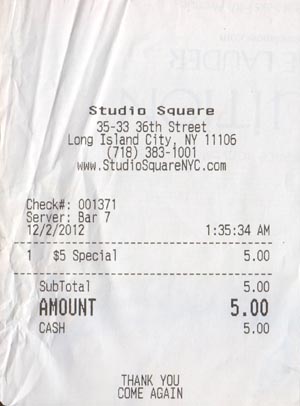 Studio Square
35-33 36th Street
Long Island City, NY 11106
(718) 383-1001
www.StudioSquareNYC.com
Check#: 001371
Server: Bar 7
12/2/2012 1:35:34 AM
1 $5 Special 5.00
SubTotal 5.00
AMOUNT 5.00
CASH 5.00
THANK YOU
COME AGAIN